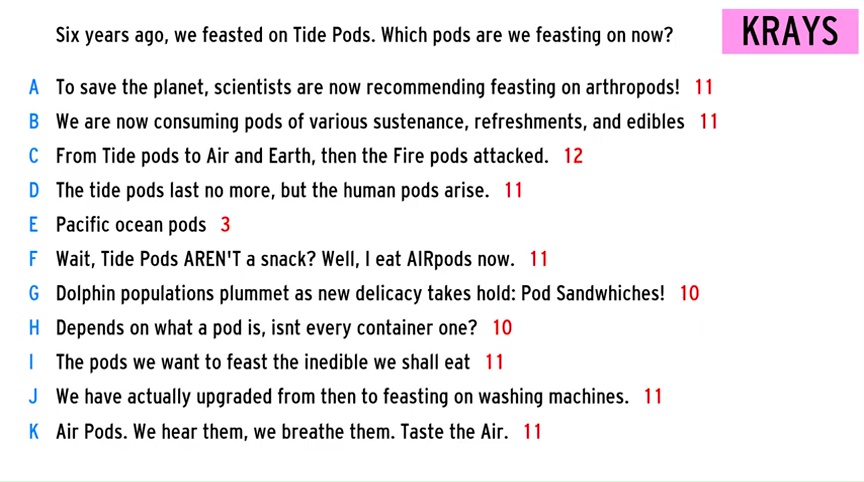 Six years ago, we feasted on Tide Pods. Which pods are we feasting on now?
KRAYS
A To save the planet, scientists are now recommending feasting on arthropods! 11
B We are now consuming pods of various sustenance, refreshments, and edibles 11
C From Tide pods to Air and Earth, then the Fire pods attacked. 12
D The tide pods last no more, but the human pods arise. 11
E Pacific ocean pods 3
F Wait, Tide Pods AREN'T a snack? Well, I eat AIRpods now. 11
G Dolphin populations plummet as new delicacy takes hold: Pod Sandwhiches! 10
H Depends on what a pod is, isnt every container one? 10
I The pods we want to feast the inedible we shall eat 11
J We have actually upgraded from then to feasting on washing machines. 11
K Air Pods. We hear them, we breathe them. Taste the Air. 11